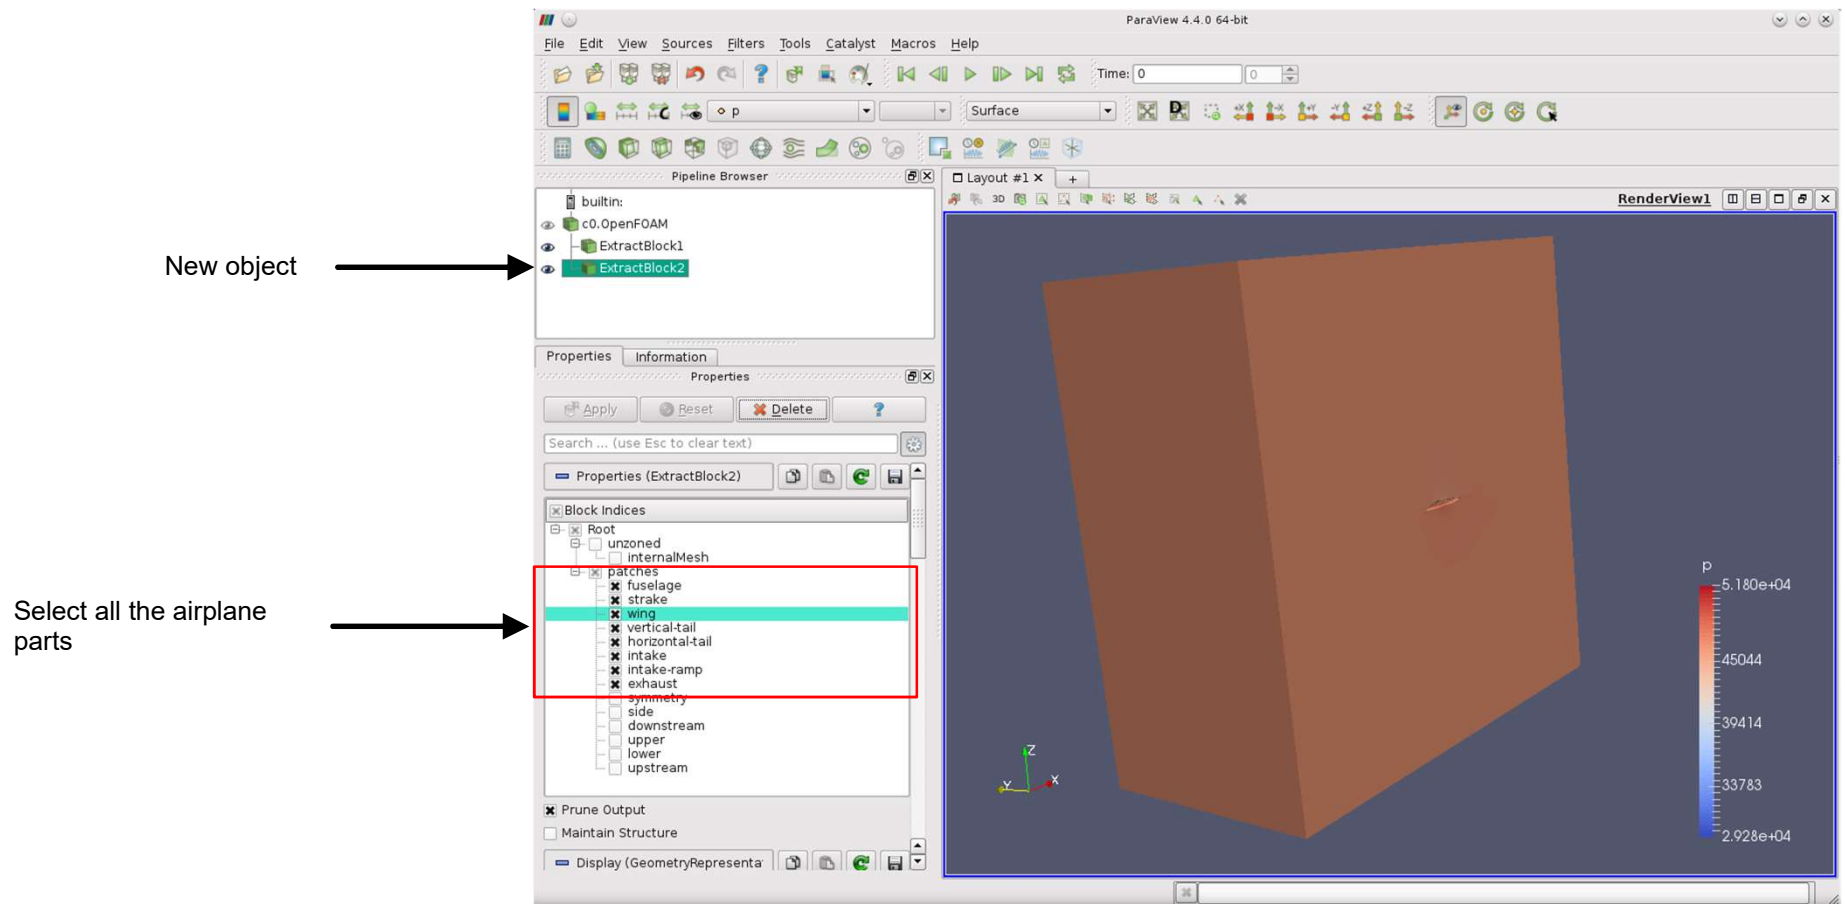 ParaView 4.4.0 64-bit
File Edit View Sources Filters Tools Catalyst Macros Help
Time: 0 0
p Surface
Pipeline Browser
builtin:
c0.OpenFOAM
ExtractBlock1
ExtractBlock2
New object
Properties Information
Properties
Apply Reset Delete ?
Search ... (use Esc to clear text)
Properties (ExtractBlock2)
Block Indices
Root
unzoned
internalMesh
patches
fuselage
strake
wing
vertical-tail
horizontal-tail
intake
intake-ramp
exhaust
symmetry
side
downstream
upper
lower
upstream
Select all the airplane
parts
Prune Output
Maintain Structure
Display (GeometryRepresenta
Layout #1 +
3D RenderView1
p
5.180e+04
45044
39414
33783
2.928e+04
Z
Y X